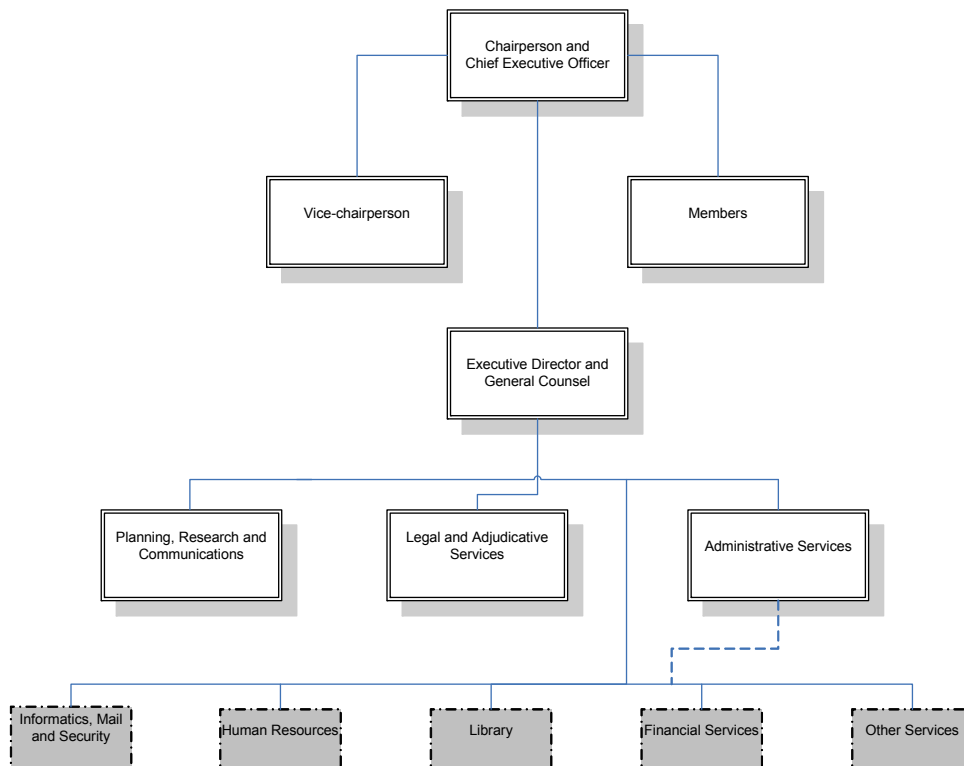 Chairperson and
Chief Executive Officer
Vice-chairperson
Members
Executive Director and
General Counsel
Planning, Research and
Communications
Legal and Adjudicative
Services
Administrative Services
Informatics, Mail
and Security
Human Resources
Library
Financial Services
Other Services